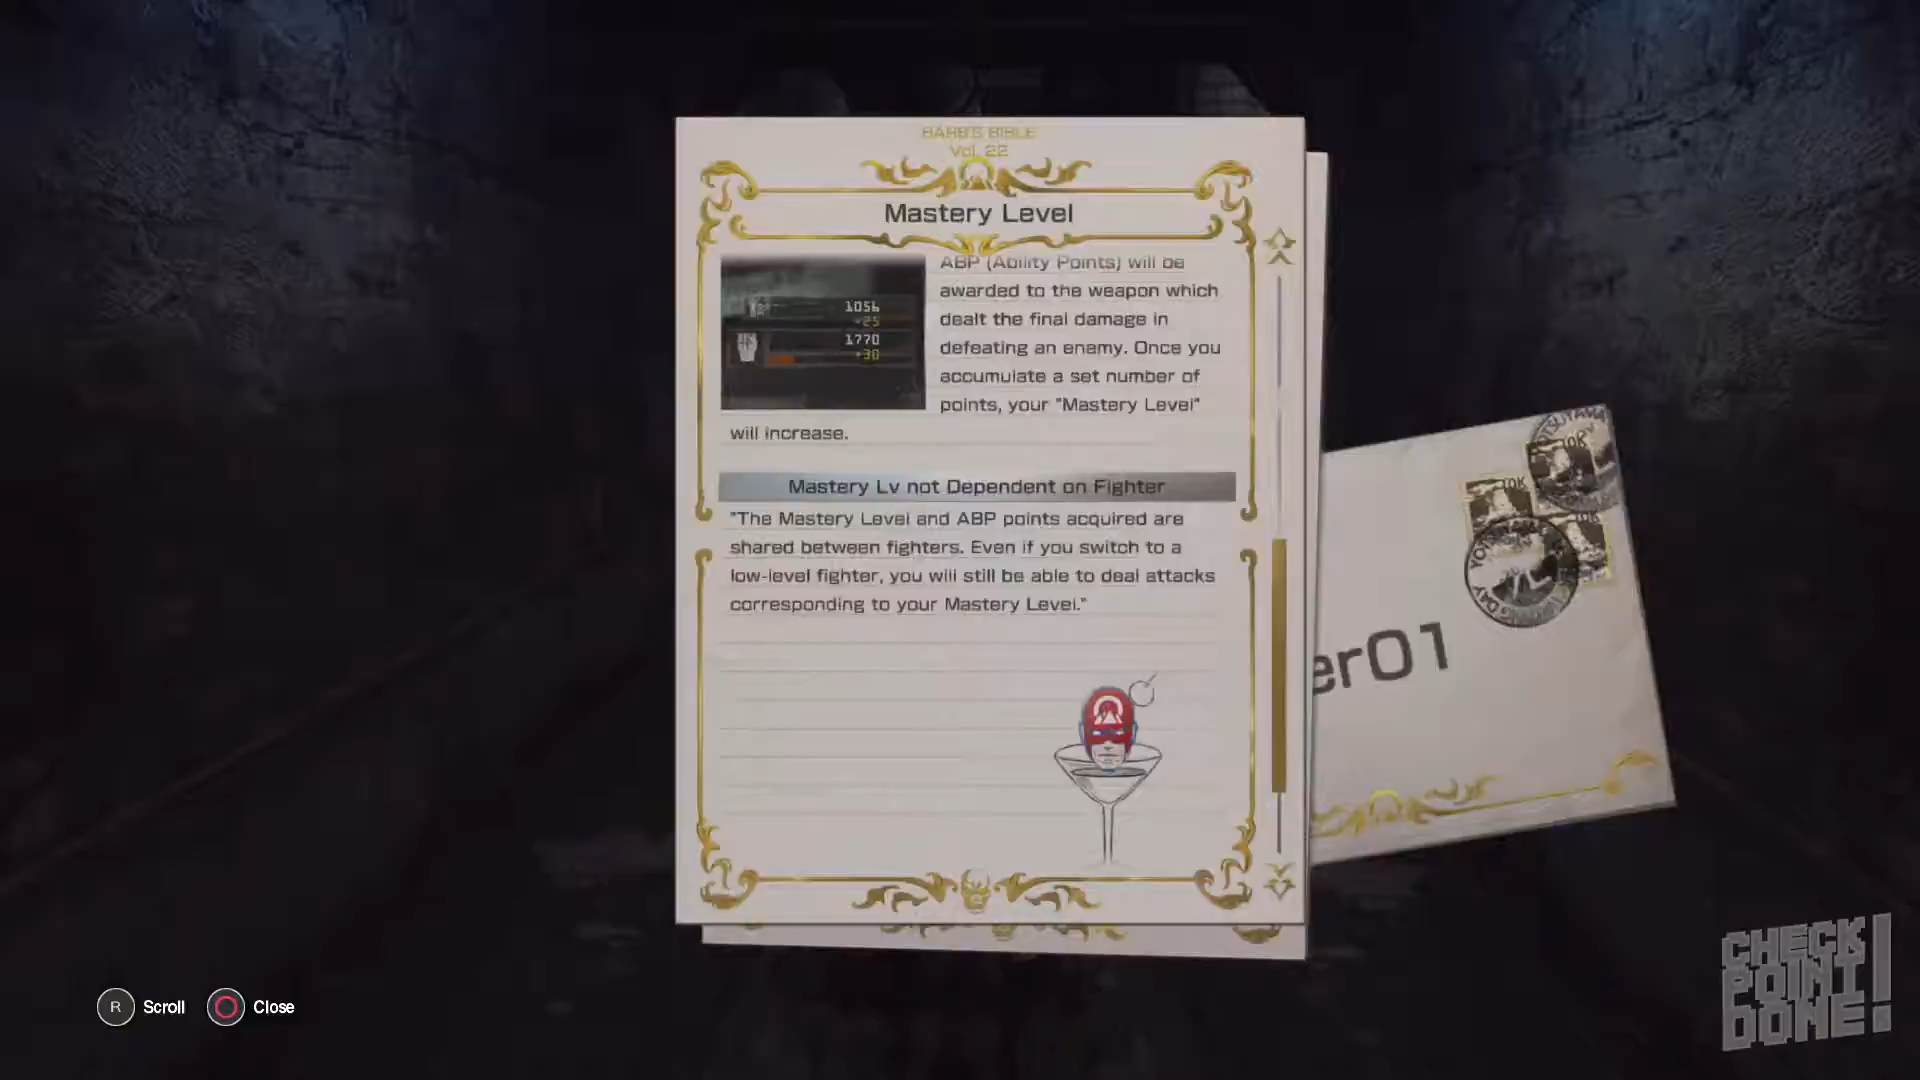 BARB'S BIBLE
Vol. 22
Mastery Level
ABP (Ability Points) will be
awarded to the weapon which
dealt the final damage in
defeating an enemy. Once you
accumulate a set number of
points, your "Mastery Level"
will increase.
1056
+25
1770
+30
Mastery Lv not Dependent on Fighter
"The Mastery Level and ABP points acquired are
shared between fighters. Even if you switch to a
low-level fighter, you will still be able to deal attacks
corresponding to your Mastery Level."
er01
10K
10K
10K
R Scroll
Close
CHECK
POINT
DONE!